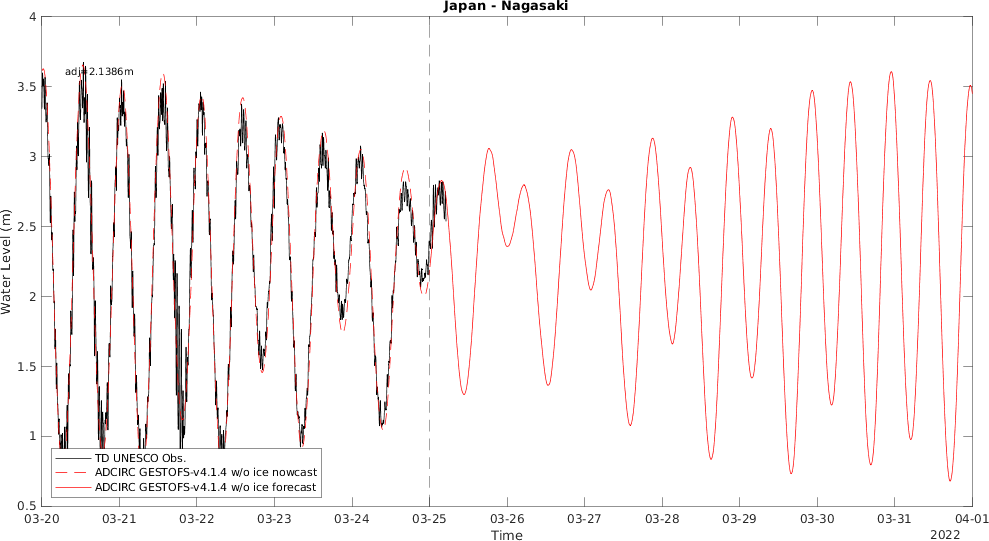 Japan - Nagasaki
4
3.5
3
2.5
2
1.5
1
0.5
Water Level (m)
adj=2.1386m
TD UNESCO Obs.
ADCIRC GESTOFS-v4.1.4 w/o ice nowcast
ADCIRC GESTOFS-v4.1.4 w/o ice forecast
03-20 03-21 03-22 03-23 03-24 03-25 03-26 03-27 03-28 03-29 03-30 03-31 04-01
Time
2022